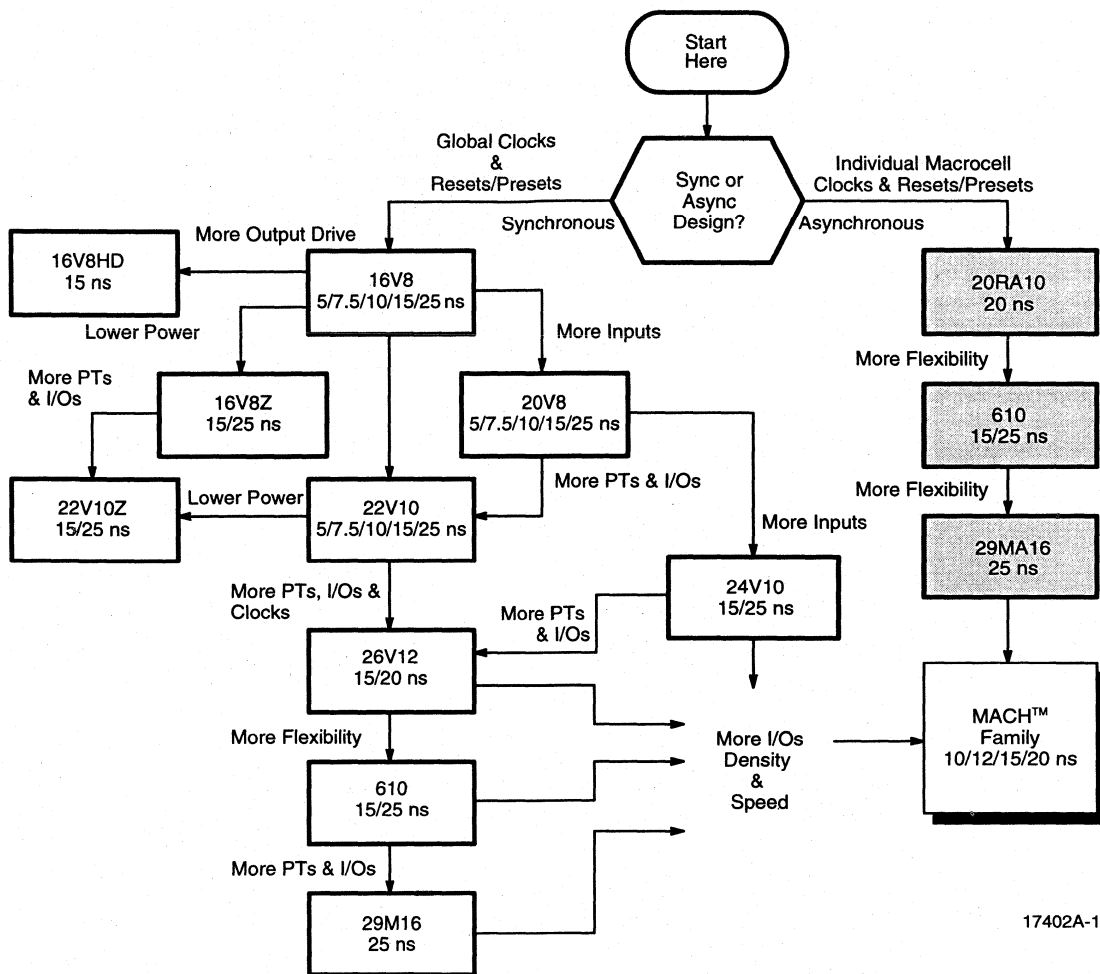 Start
Here
Global Clocks
&
Resets/Presets
Sync or
Async
Design?
Individual Macrocell
Clocks & Resets/Presets
Synchronous
Asynchronous
More Output Drive
16V8HD
15 ns
16V8
5/7.5/10/15/25 ns
20RA10
20 ns
Lower Power
More Inputs
More PTs
& I/Os
16V8Z
15/25 ns
20V8
5/7.5/10/15/25 ns
More Flexibility
610
15/25 ns
22V10Z
15/25 ns
Lower Power
22V10
5/7.5/10/15/25 ns
More PTs & I/Os
More Flexibility
More Inputs
29MA16
25 ns
More PTs, I/Os &
Clocks
More PTs
& I/Os
24V10
15/25 ns
26V12
15/20 ns
More Flexibility
More I/Os
Density
&
Speed
MACH™
Family
10/12/15/20 ns
610
15/25 ns
More PTs & I/Os
29M16
25 ns
17402A-1